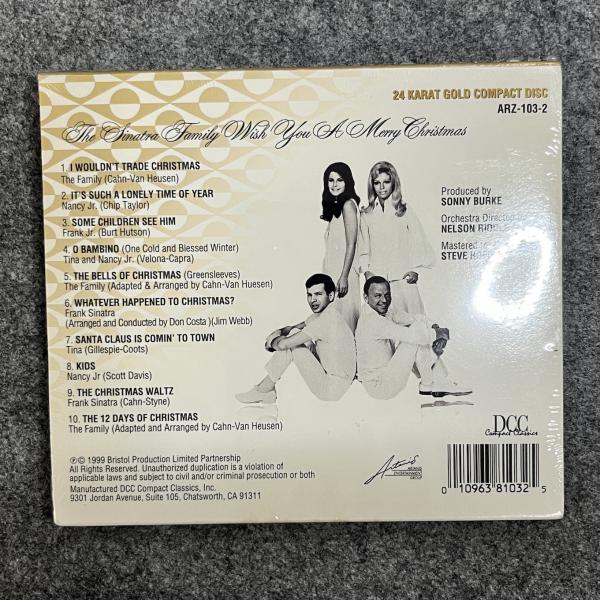 24 KARAT GOLD COMPACT DISC
ARZ-103-2
The Sinatra Family Wish You A Merry Christmas
1. I WOULDN'T TRADE CHRISTMAS
The Family (Cahn-Van Heusen)
2. IT'S SUCH A LONELY TIME OF YEAR
Nancy Jr. (Chip Taylor)
3. SOME CHILDREN SEE HIM
Frank Jr. (Burt Hutson)
4. O BAMBINO (One Cold and Blessed Winter)
Tina and Nancy Jr. (Velona-Capra)
5. THE BELLS OF CHRISTMAS (Greensleeves)
The Family (Adapted & Arranged by Cahn-Van Huesen)
6. WHATEVER HAPPENED TO CHRISTMAS?
Frank Sinatra
(Arranged and Conducted by Don Costa )(Jim Webb)
7. SANTA CLAUS IS COMIN' TO TOWN
Tina (Gillespie-Coots)
8. KIDS
Nancy Jr (Scott Davis)
9. THE CHRISTMAS WALTZ
Frank Sinatra (Cahn-Styne)
10. THE 12 DAYS OF CHRISTMAS
The Family (Adapted and Arranged by Cahn-Van Heusen)
Produced by
SONNY BURKE
Orchestra Directed
NELSON RIDDLE
Mastered
STEVE
℗ © 1999 Bristol Production Limited Partnership
All Rights Reserved. Unauthorized duplication is a violation of
applicable laws and subject to civil and/or criminal prosecution or both
Manufactured DCC Compact Classics, Inc.
9301 Jordan Avenue, Suite 105, Chatsworth, CA 91311
Artanis
ARTANIS
ENTERTAINMENT
GROUP
DCC
Compact Classics
0 10963 81032 5